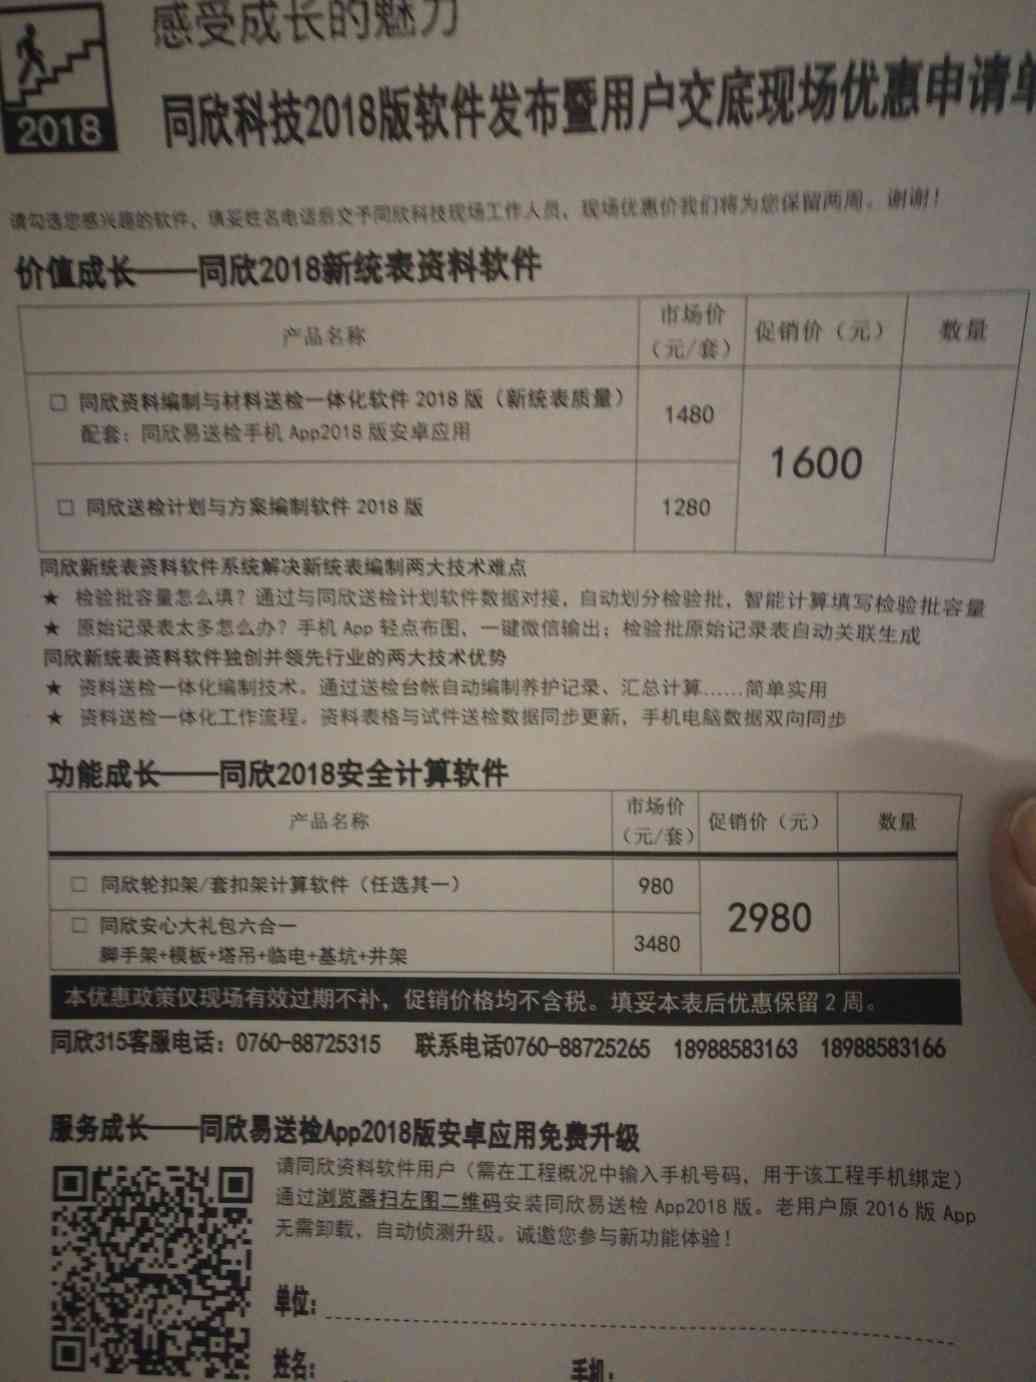 感受成长的魅力
2018
同欣科技2018版软件发布暨用户交底现场优惠申请单
请勾选您感兴趣的软件，填妥姓名电话后交予同欣科技现场工作人员，现场优惠价我们将为您保留两周。谢谢！
价值成长——同欣2018新统表资料软件
产品名称 市场价（元/套） 促销价（元） 数量
□ 同欣资料编制与材料送检一体化软件 2018 版（新统表质量）
配套：同欣易送检手机 App2018 版安卓应用
1480
1600
□ 同欣送检计划与方案编制软件 2018 版 1280
同欣新统表资料软件系统解决新统表编制两大技术难点
★ 检验批容量怎么填？通过与同欣送检计划软件数据对接，自动划分检验批，智能计算填写检验批容量
★ 原始记录表太多怎么办？手机 App 轻点布图，一键微信输出；检验批原始记录表自动关联生成
同欣新统表资料软件独创并领先行业的两大技术优势
★ 资料送检一体化编制技术。通过送检台帐自动编制养护记录、汇总计算……简单实用
★ 资料送检一体化工作流程。资料表格与试件送检数据同步更新，手机电脑数据双向同步
功能成长——同欣2018安全计算软件
产品名称 市场价（元/套） 促销价（元） 数量
□ 同欣轮扣架/套扣架计算软件（任选其一） 980
2980
□ 同欣安心大礼包六合一
脚手架+模板+塔吊+临电+基坑+井架
3480
本优惠政策仅现场有效过期不补，促销价格均不含税。填妥本表后优惠保留 2 周。
同欣315客服电话：0760-88725315 联系电话0760-88725265 18988583163 18988583166
服务成长——同欣易送检App2018版安卓应用免费升级
请同欣资料软件用户（需在工程概况中输入手机号码，用于该工程手机绑定）
通过浏览器扫左图二维码安装同欣易送检 App2018 版。老用户原 2016 版 App
无需卸载，自动侦测升级。诚邀您参与新功能体验！
单位：
姓名： 手机：